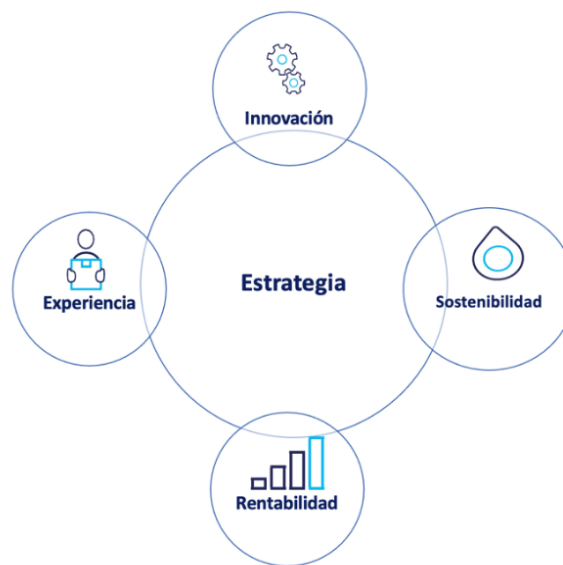 Innovación
Estrategia
Experiencia
Sostenibilidad
Rentabilidad